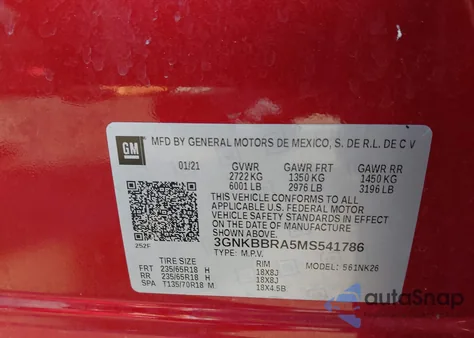 GM
MFD BY GENERAL MOTORS DE MEXICO, S. DE R.L. DE C V
01/21 GVWR GAWR FRT GAWR RR
2722 KG 1350 KG 1450 KG
6001 LB 2976 LB 3196 LB
THIS VEHICLE CONFORMS TO ALL
APPLICABLE U.S. FEDERAL MOTOR
VEHICLE SAFETY STANDARDS IN EFFECT
ON THE DATE OF MANUFACTURE SHOWN ABOVE.
252F
3GNKBBRA5MS541786
TYPE: M.P.V. MODEL: 561NK26
TIRE SIZE RIM
FRT 235/65R18 H 18X8J
RR 235/65R18 H 18X8J
SPA T135/70R18 M 18X4.5B
autoSnap